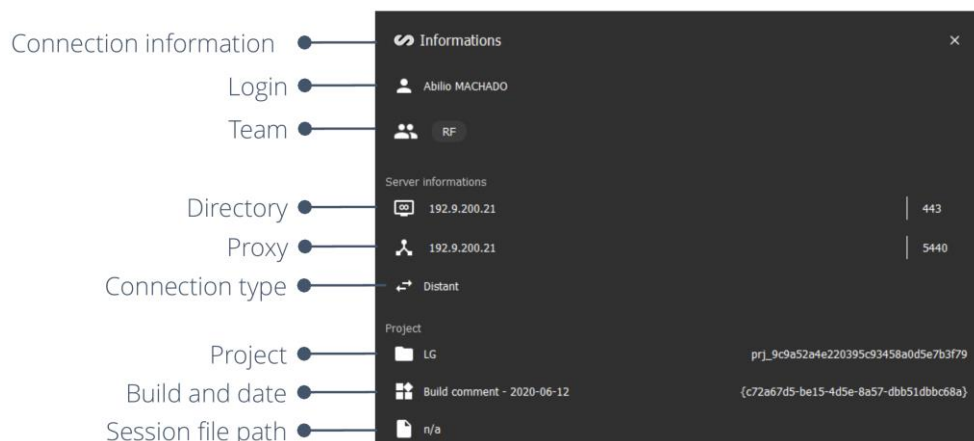 Connection information
Informations
Login
Abilio MACHADO
Team
RF
Server informations
Directory
192.9.200.21
443
Proxy
192.9.200.21
5440
Connection type
Distant
Project
Project
LG
prj_9c9a52a4e220395c93458a0d5e7b3f79
Build and date
Build comment - 2020-06-12
{c72a67d5-be15-4d5e-8a57-dbb51dbbc68a}
Session file path
n/a